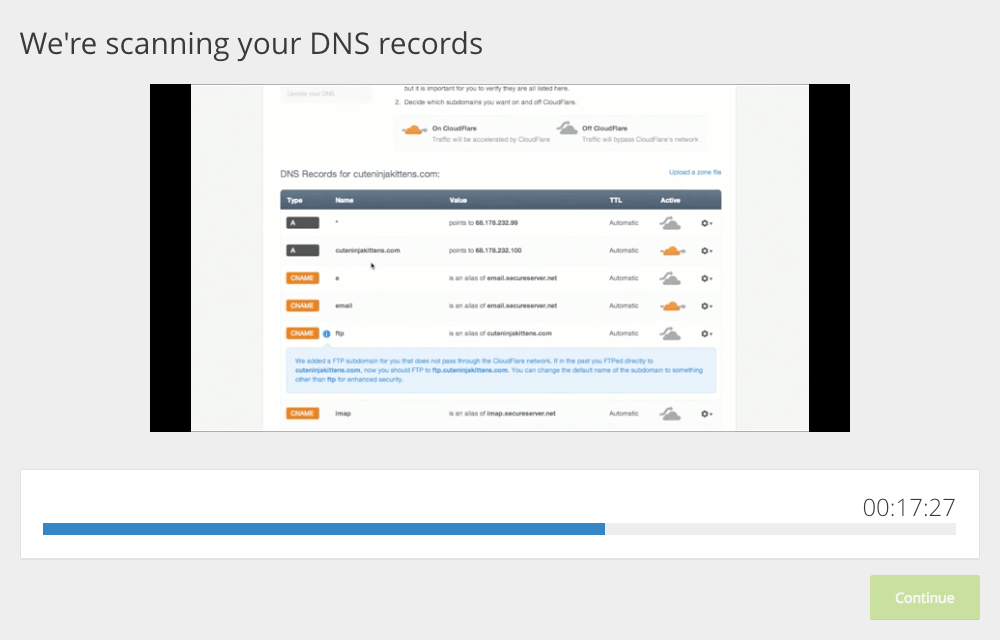 We're scanning your DNS records
Update your DNS
but it is important for you to verify they are all listed here.
2. Decide which subdomains you want on and off CloudFlare.
On CloudFlare
Traffic will be accelerated by CloudFlare
Off CloudFlare
Traffic will bypass CloudFlare's network
DNS Records for cuteninjakittens.com:
Upload a zone file
Type Name Value TTL Active
A * points to 68.178.232.99 Automatic
A cuteninjakittens.com points to 68.178.232.100 Automatic
CNAME e is an alias of email.secureserver.net Automatic
CNAME email is an alias of email.secureserver.net Automatic
CNAME ftp is an alias of cuteninjakittens.com Automatic
We added a FTP subdomain for you that does not pass through the CloudFlare network. If in the past you FTPed directly to
cuteninjakittens.com, now you should FTP to ftp.cuteninjakittens.com. You can change the default name of the subdomain to something
other than ftp for enhanced security.
CNAME imap is an alias of imap.secureserver.net Automatic
00:17:27
Continue